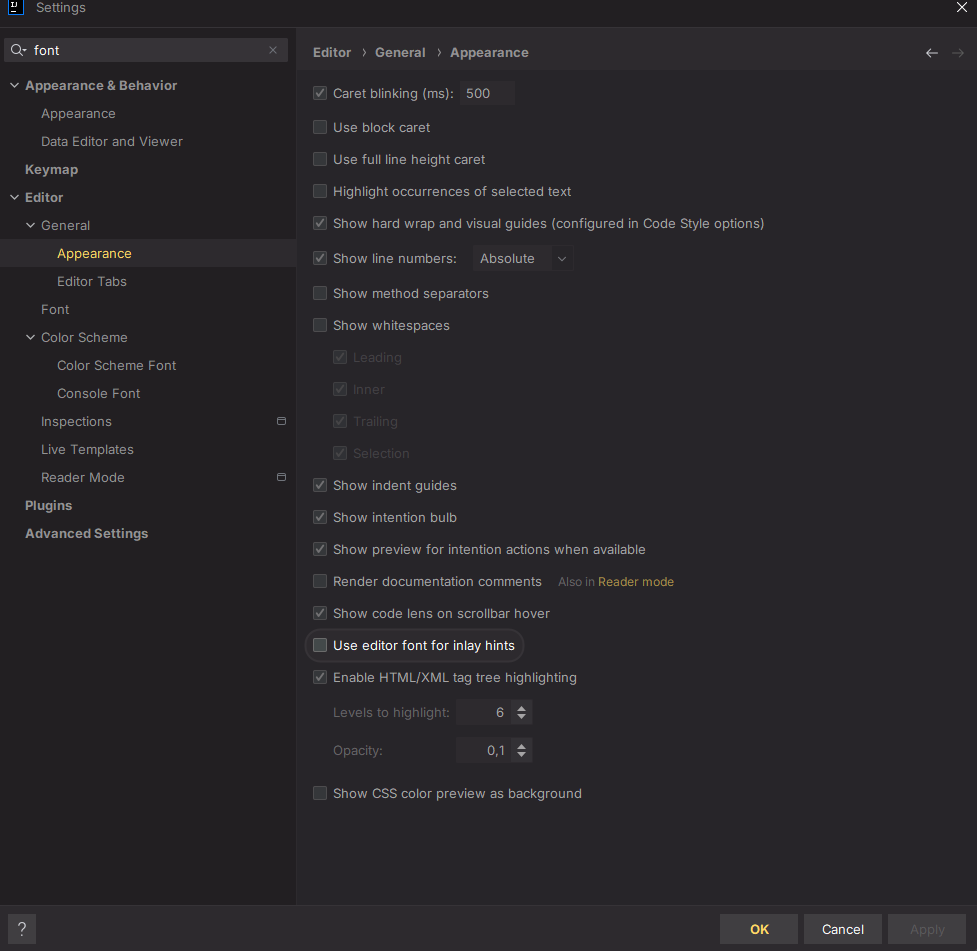 IJ
Settings
font
Appearance & Behavior
Appearance
Data Editor and Viewer
Keymap
Editor
General
Appearance
Editor Tabs
Font
Color Scheme
Color Scheme Font
Console Font
Inspections
Live Templates
Reader Mode
Plugins
Advanced Settings
Editor › General › Appearance
Caret blinking (ms): 500
Use block caret
Use full line height caret
Highlight occurrences of selected text
Show hard wrap and visual guides (configured in Code Style options)
Show line numbers: Absolute
Show method separators
Show whitespaces
Leading
Inner
Trailing
Selection
Show indent guides
Show intention bulb
Show preview for intention actions when available
Render documentation comments Also in Reader mode
Show code lens on scrollbar hover
Use editor font for inlay hints
Enable HTML/XML tag tree highlighting
Levels to highlight: 6
Opacity: 0,1
Show CSS color preview as background
? OK Cancel Apply